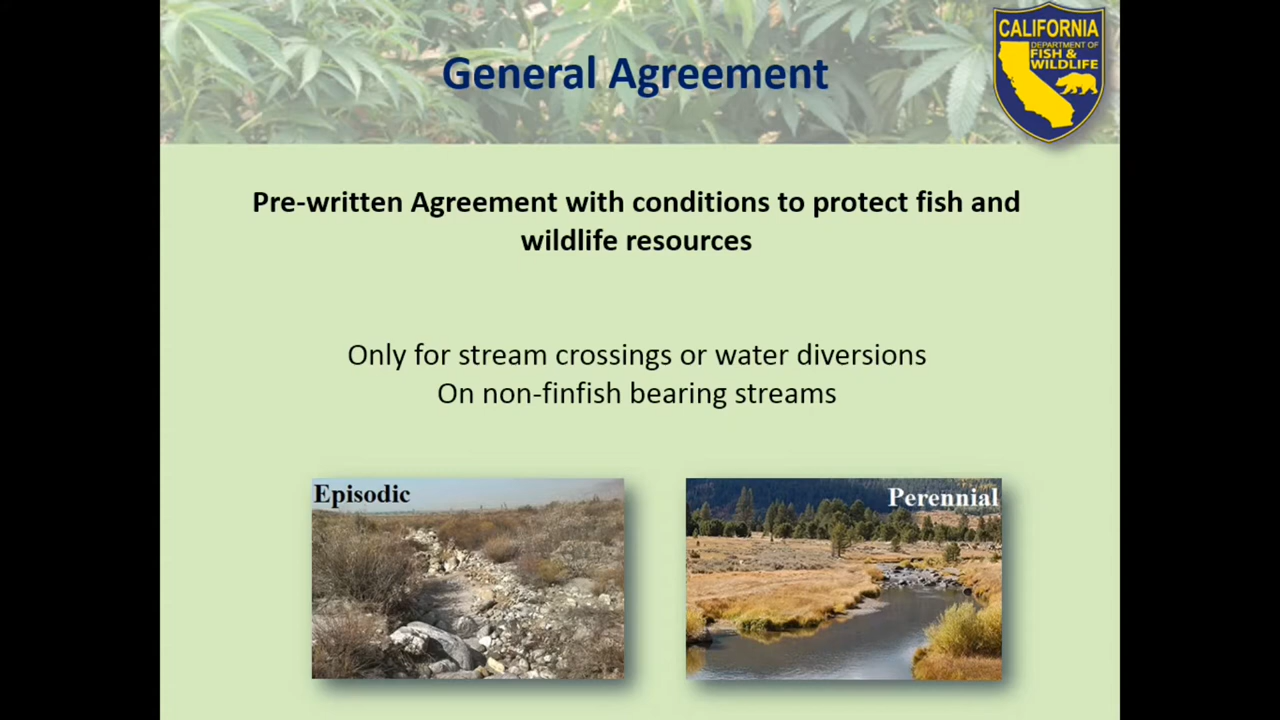 General Agreement
CALIFORNIA
DEPARTMENT OF
FISH &
WILDLIFE
Pre-written Agreement with conditions to protect fish and
wildlife resources
Only for stream crossings or water diversions
On non-finfish bearing streams
Episodic
Perennial